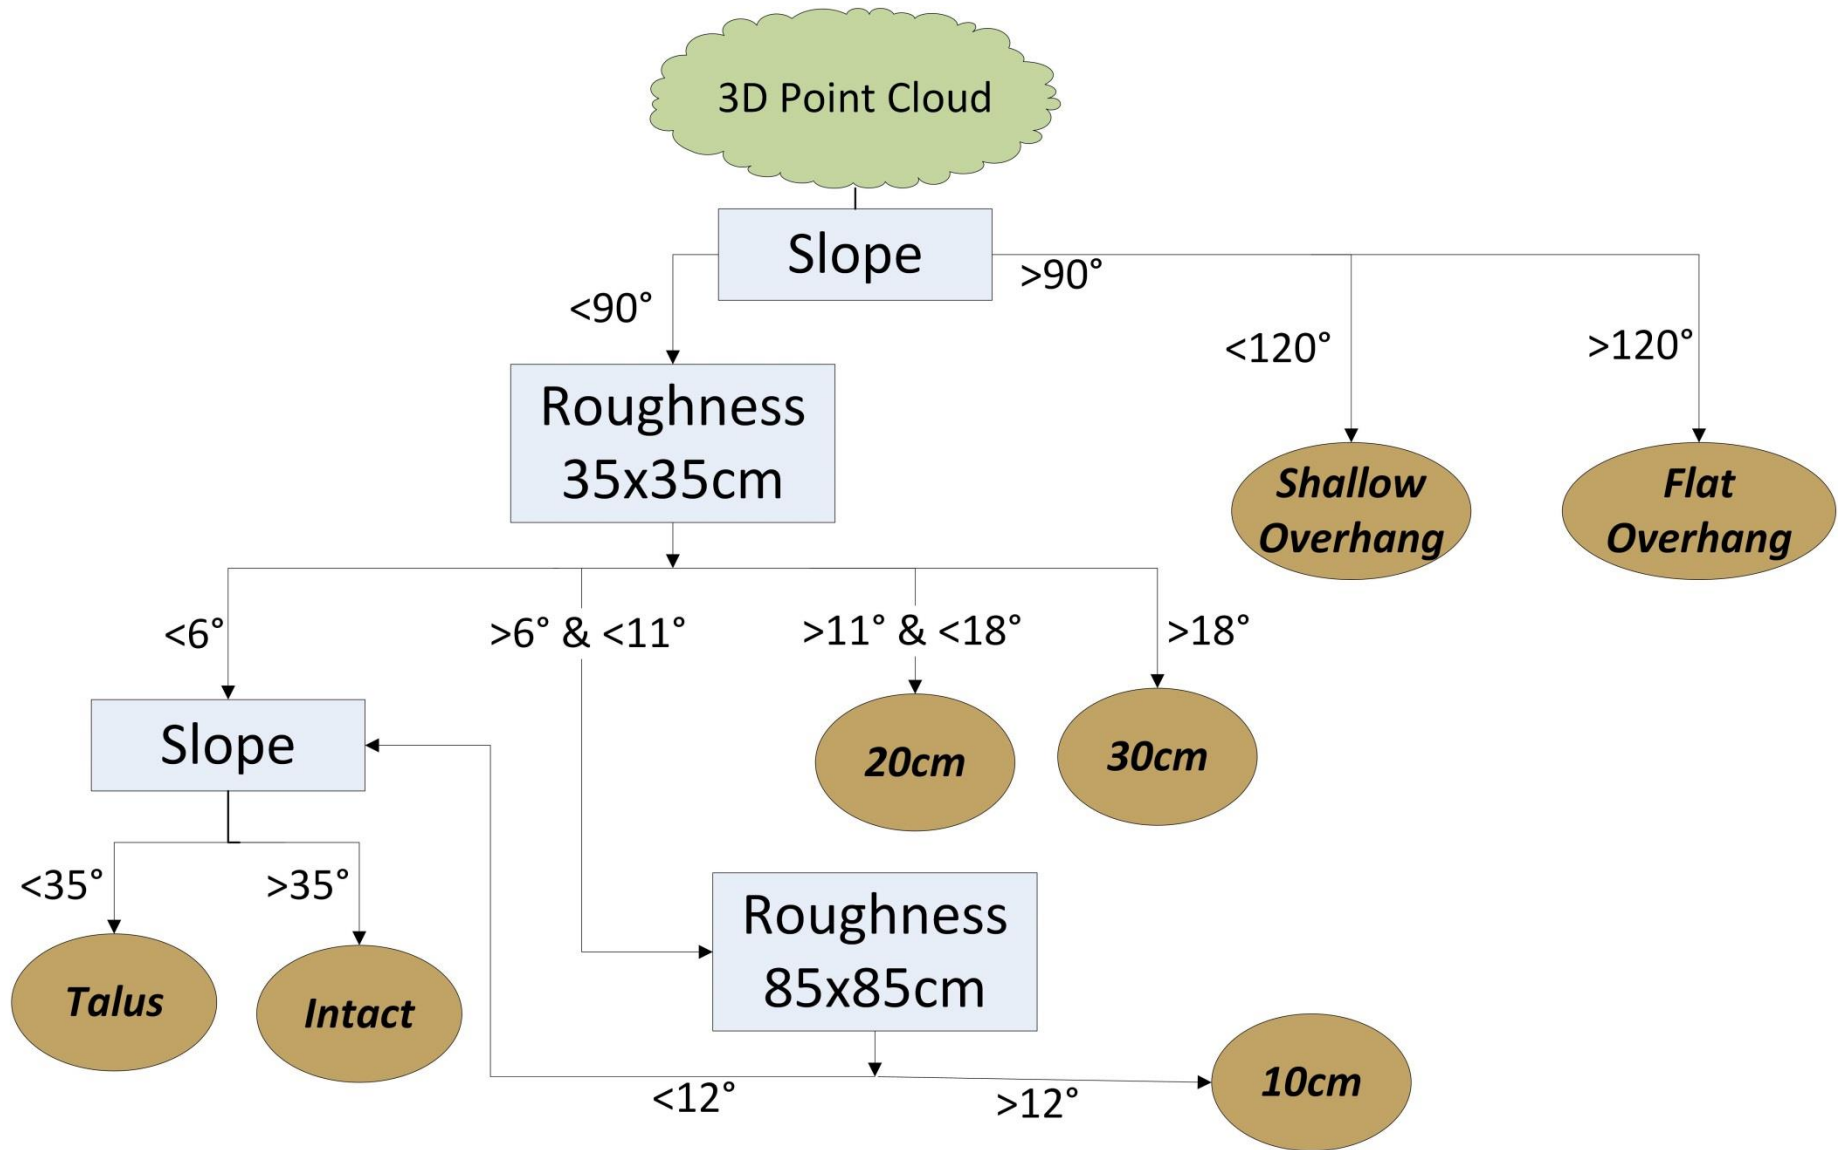 3D Point Cloud
Slope
<90°
>90°
<120°
>120°
Roughness
35x35cm
Shallow
Overhang
Flat
Overhang
<6°
>6° & <11°
>11° & <18°
>18°
Slope
20cm
30cm
<35°
>35°
Roughness
85x85cm
Talus
Intact
<12°
>12°
10cm